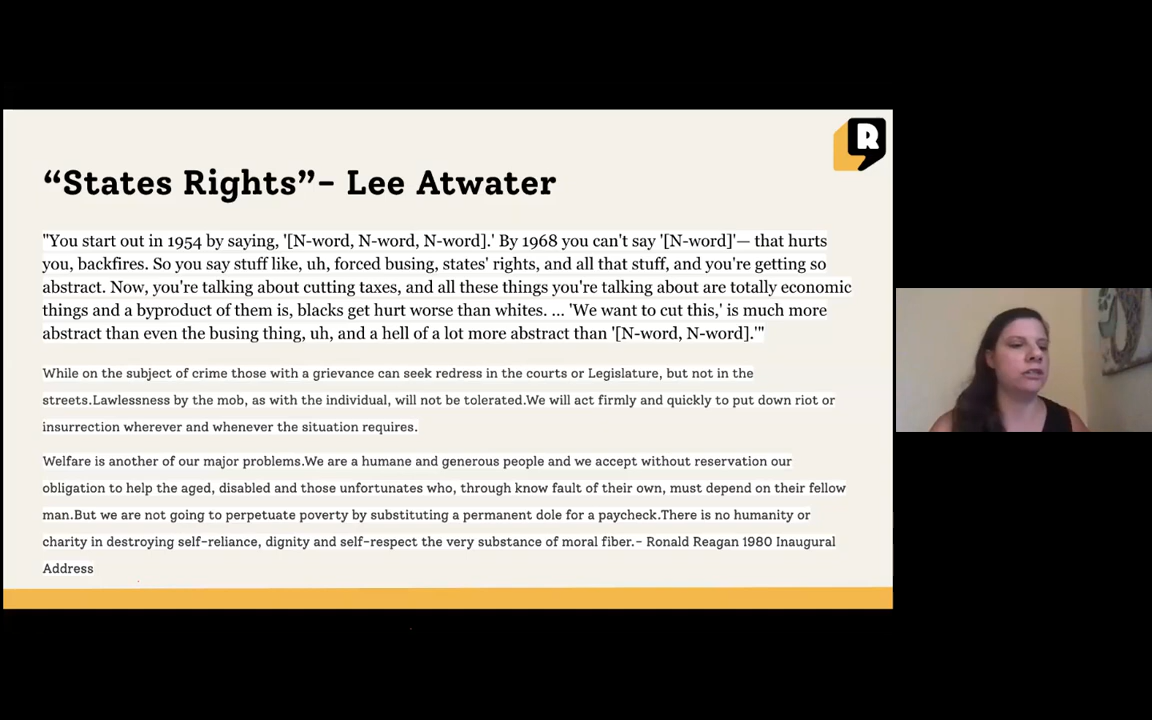 R
“States Rights”– Lee Atwater
"You start out in 1954 by saying, '[N-word, N-word, N-word].' By 1968 you can't say '[N-word]'— that hurts
you, backfires. So you say stuff like, uh, forced busing, states' rights, and all that stuff, and you're getting so
abstract. Now, you're talking about cutting taxes, and all these things you're talking about are totally economic
things and a byproduct of them is, blacks get hurt worse than whites. ... 'We want to cut this,' is much more
abstract than even the busing thing, uh, and a hell of a lot more abstract than '[N-word, N-word].'"
While on the subject of crime those with a grievance can seek redress in the courts or Legislature, but not in the
streets.Lawlessness by the mob, as with the individual, will not be tolerated.We will act firmly and quickly to put down riot or
insurrection wherever and whenever the situation requires.
Welfare is another of our major problems.We are a humane and generous people and we accept without reservation our
obligation to help the aged, disabled and those unfortunates who, through know fault of their own, must depend on their fellow
man.But we are not going to perpetuate poverty by substituting a permanent dole for a paycheck.There is no humanity or
charity in destroying self-reliance, dignity and self-respect the very substance of moral fiber.- Ronald Reagan 1980 Inaugural
Address